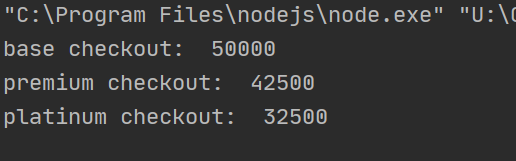 "C:\Program Files\nodejs\node.exe" "U:\
base checkout:  50000
premium checkout:  42500
platinum checkout:  32500